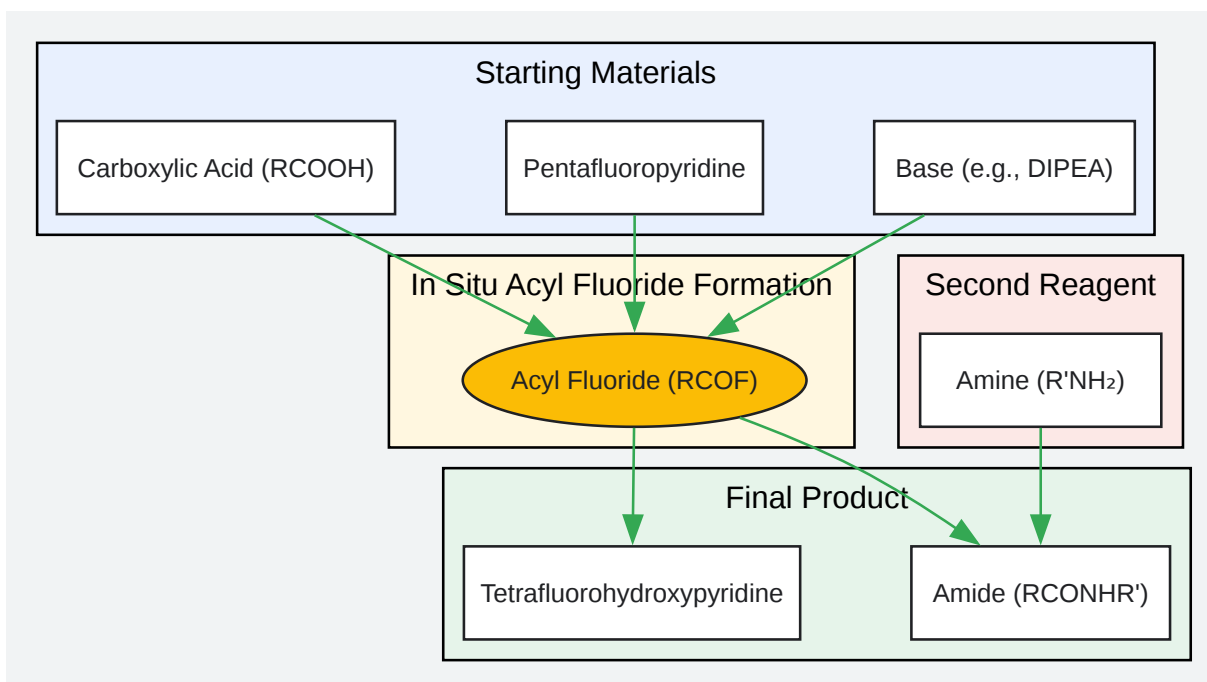 Starting Materials
Carboxylic Acid (RCOOH)
Pentafluoropyridine
Base (e.g., DIPEA)
In Situ Acyl Fluoride Formation
Second Reagent
Acyl Fluoride (RCOF)
Amine (R'NH₂)
Final Product
Tetrafluorohydroxypyridine
Amide (RCONHR')